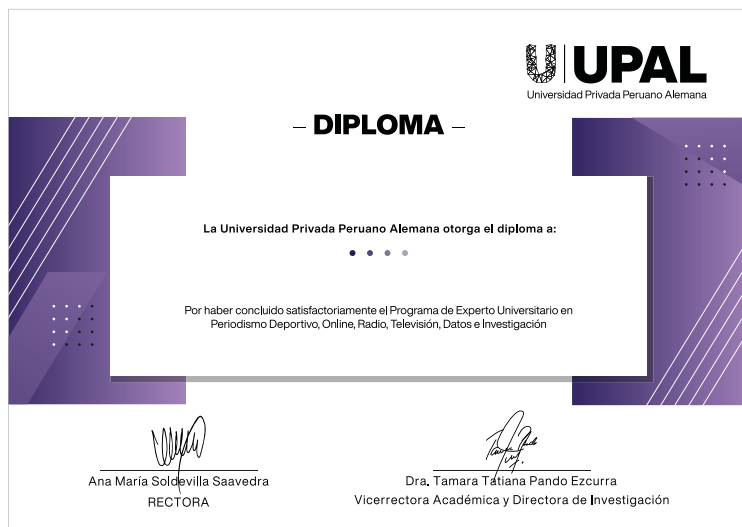 UPAL
Universidad Privada Peruano Alemana
– DIPLOMA –
La Universidad Privada Peruano Alemana otorga el diploma a:
Por haber concluido satisfactoriamente el Programa de Experto Universitario en
Periodismo Deportivo, Online, Radio, Televisión, Datos e Investigación
Ana María Soldevilla Saavedra
RECTORA
Dra. Tamara Tatiana Pando Ezcurra
Vicerrectora Académica y Directora de Investigación